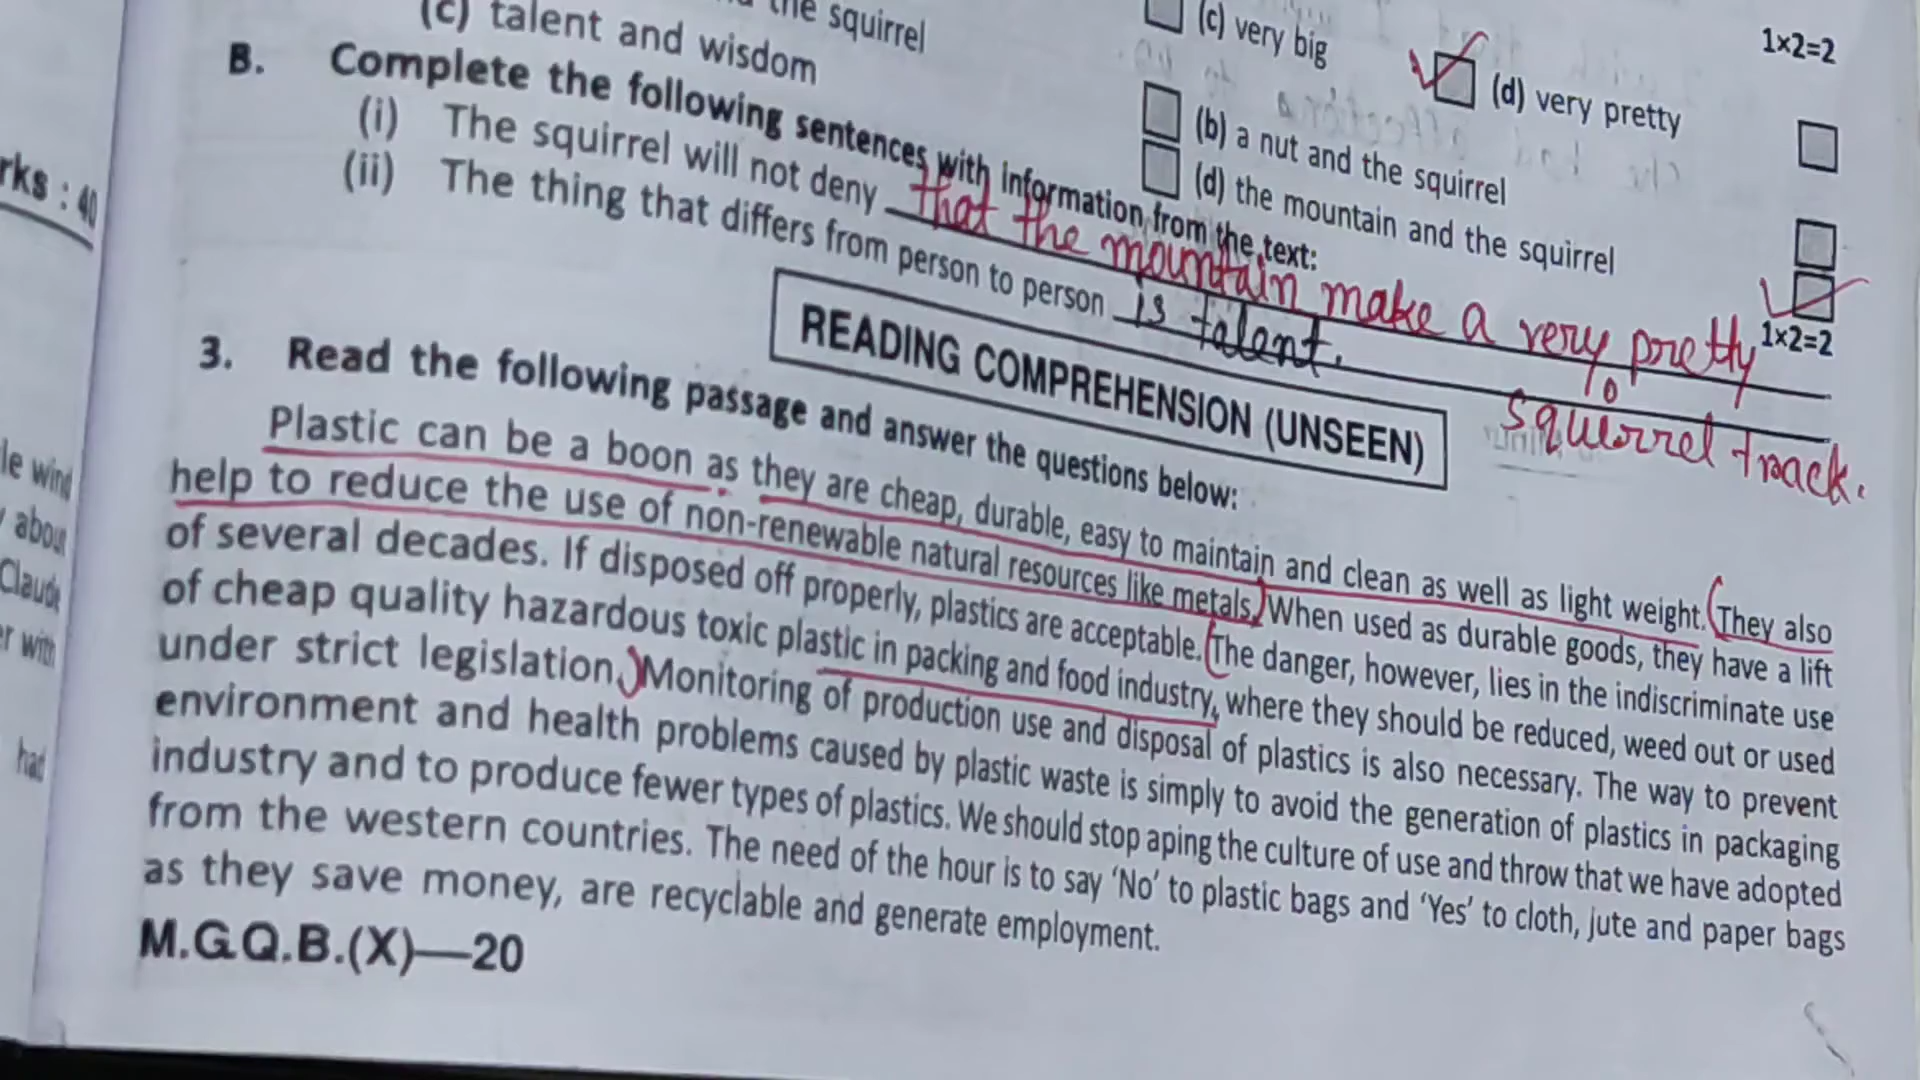 the squirrel
(c) talent and wisdom
(c) very big
(d) very pretty
1×2=2
(b) a nut and the squirrel
(d) the mountain and the squirrel
B. Complete the following sentences with information from the text:
1×2=2
(i) The squirrel will not deny that the mountain make a very pretty
squirrel track.
(ii) The thing that differs from person to person is talent.
READING COMPREHENSION (UNSEEN)
3. Read the following passage and answer the questions below:
Plastic can be a boon as they are cheap, durable, easy to maintain and clean as well as light weight. They also
help to reduce the use of non-renewable natural resources like metals. When used as durable goods, they have a lift
of several decades. If disposed off properly, plastics are acceptable. The danger, however, lies in the indiscriminate use
of cheap quality hazardous toxic plastic in packing and food industry, where they should be reduced, weed out or used
under strict legislation. Monitoring of production use and disposal of plastics is also necessary. The way to prevent
environment and health problems caused by plastic waste is simply to avoid the generation of plastics in packaging
industry and to produce fewer types of plastics. We should stop aping the culture of use and throw that we have adopted
from the western countries. The need of the hour is to say ‘No’ to plastic bags and ‘Yes’ to cloth, jute and paper bags
as they save money, are recyclable and generate employment.
M.G.Q.B.(X)—20
rks : 40
le wind
about
Claude
er with
had